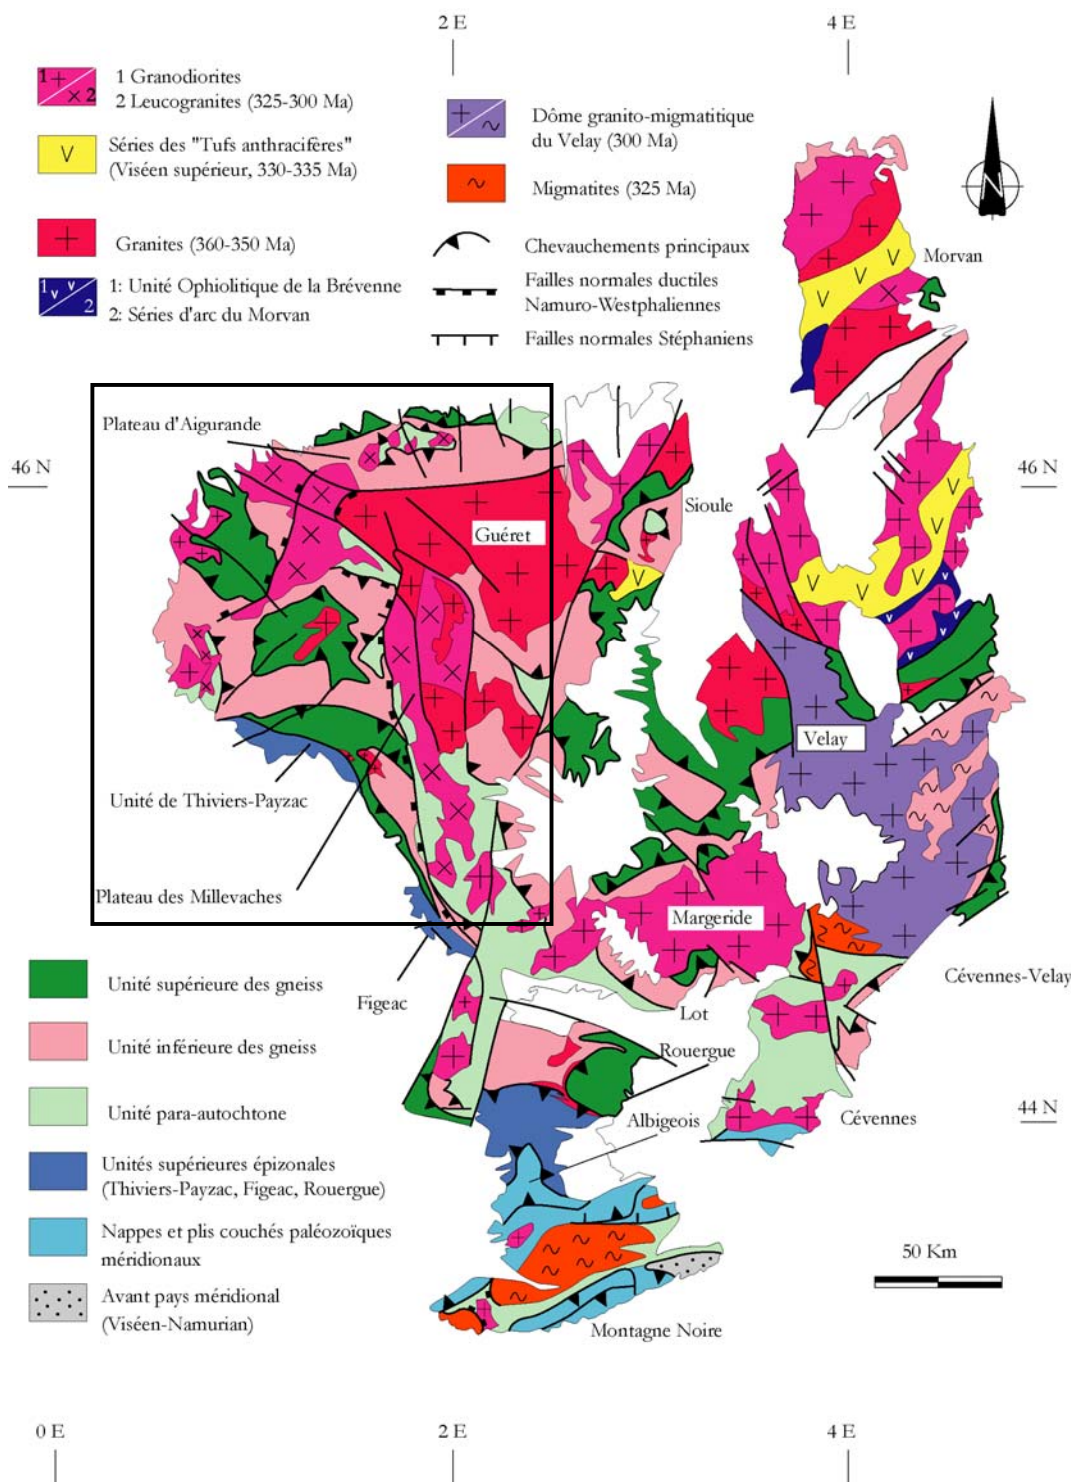 2 E
4 E
1
2
1 Granodiorites
2 Leucogranites (325-300 Ma)
Séries des "Tufs anthracifères"
(Viséen supérieur, 330-335 Ma)
Granites (360-350 Ma)
1
2
1: Unité Ophiolitique de la Brévenne
2: Séries d'arc du Morvan
Dôme granito-migmatitique
du Velay (300 Ma)
Migmatites (325 Ma)
Chevauchements principaux
Failles normales ductiles
Namuro-Westphaliennes
Failles normales Stéphaniens
N
Morvan
Plateau d'Aigurande
46 N
46 N
Sioule
Guéret
Velay
Unité de Thiviers-Payzac
Plateau des Millevaches
Margeride
Figeac
Lot
Cévennes-Velay
Rouergue
Albigeois
Cévennes
44 N
Unité supérieure des gneiss
Unité inférieure des gneiss
Unité para-autochtone
Unités supérieures épizonales
(Thiviers-Payzac, Figeac, Rouergue)
Nappes et plis couchés paléozoïques
méridionaux
Avant pays méridional
(Viséen-Namurian)
50 Km
Montagne Noire
0 E
2 E
4 E